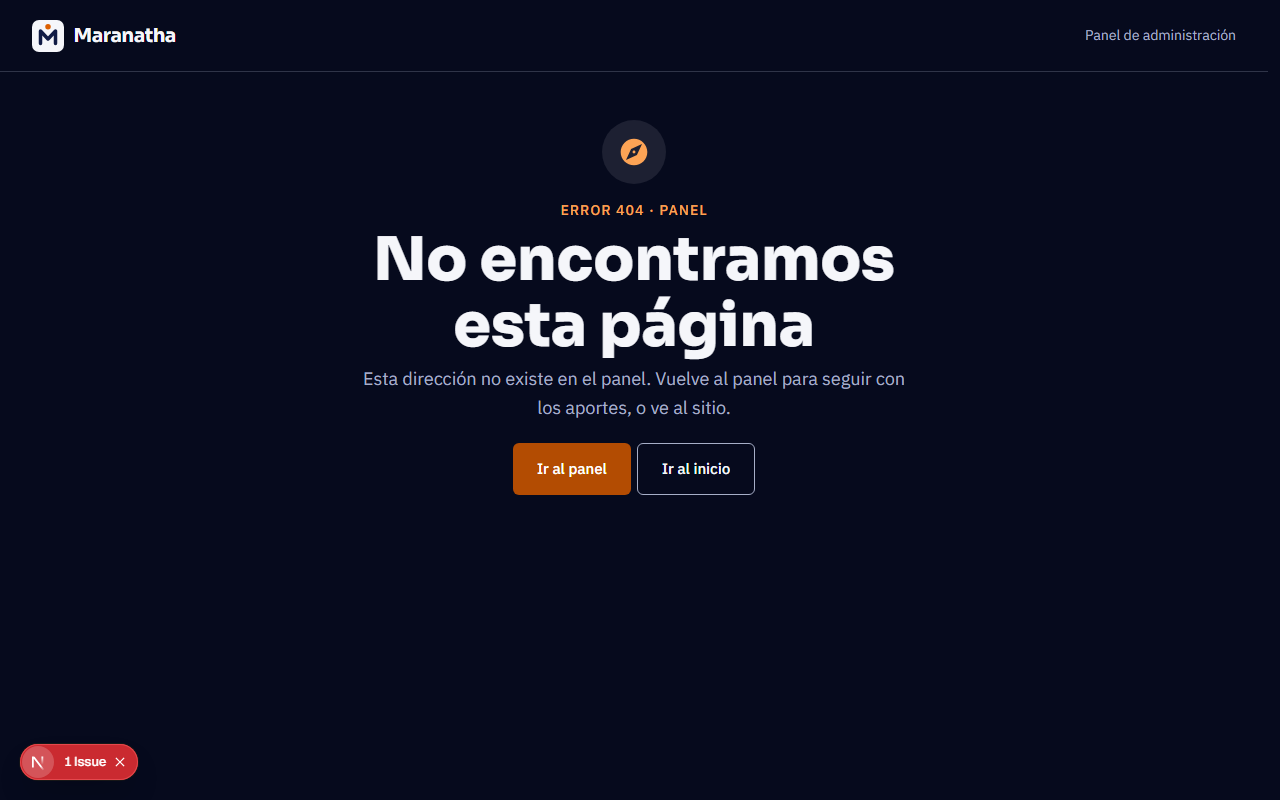 Maranatha
Panel de administración
ERROR 404 · PANEL
No encontramos
esta página
Esta dirección no existe en el panel. Vuelve al panel para seguir con
los aportes, o ve al sitio.
Ir al panel
Ir al inicio
1 Issue